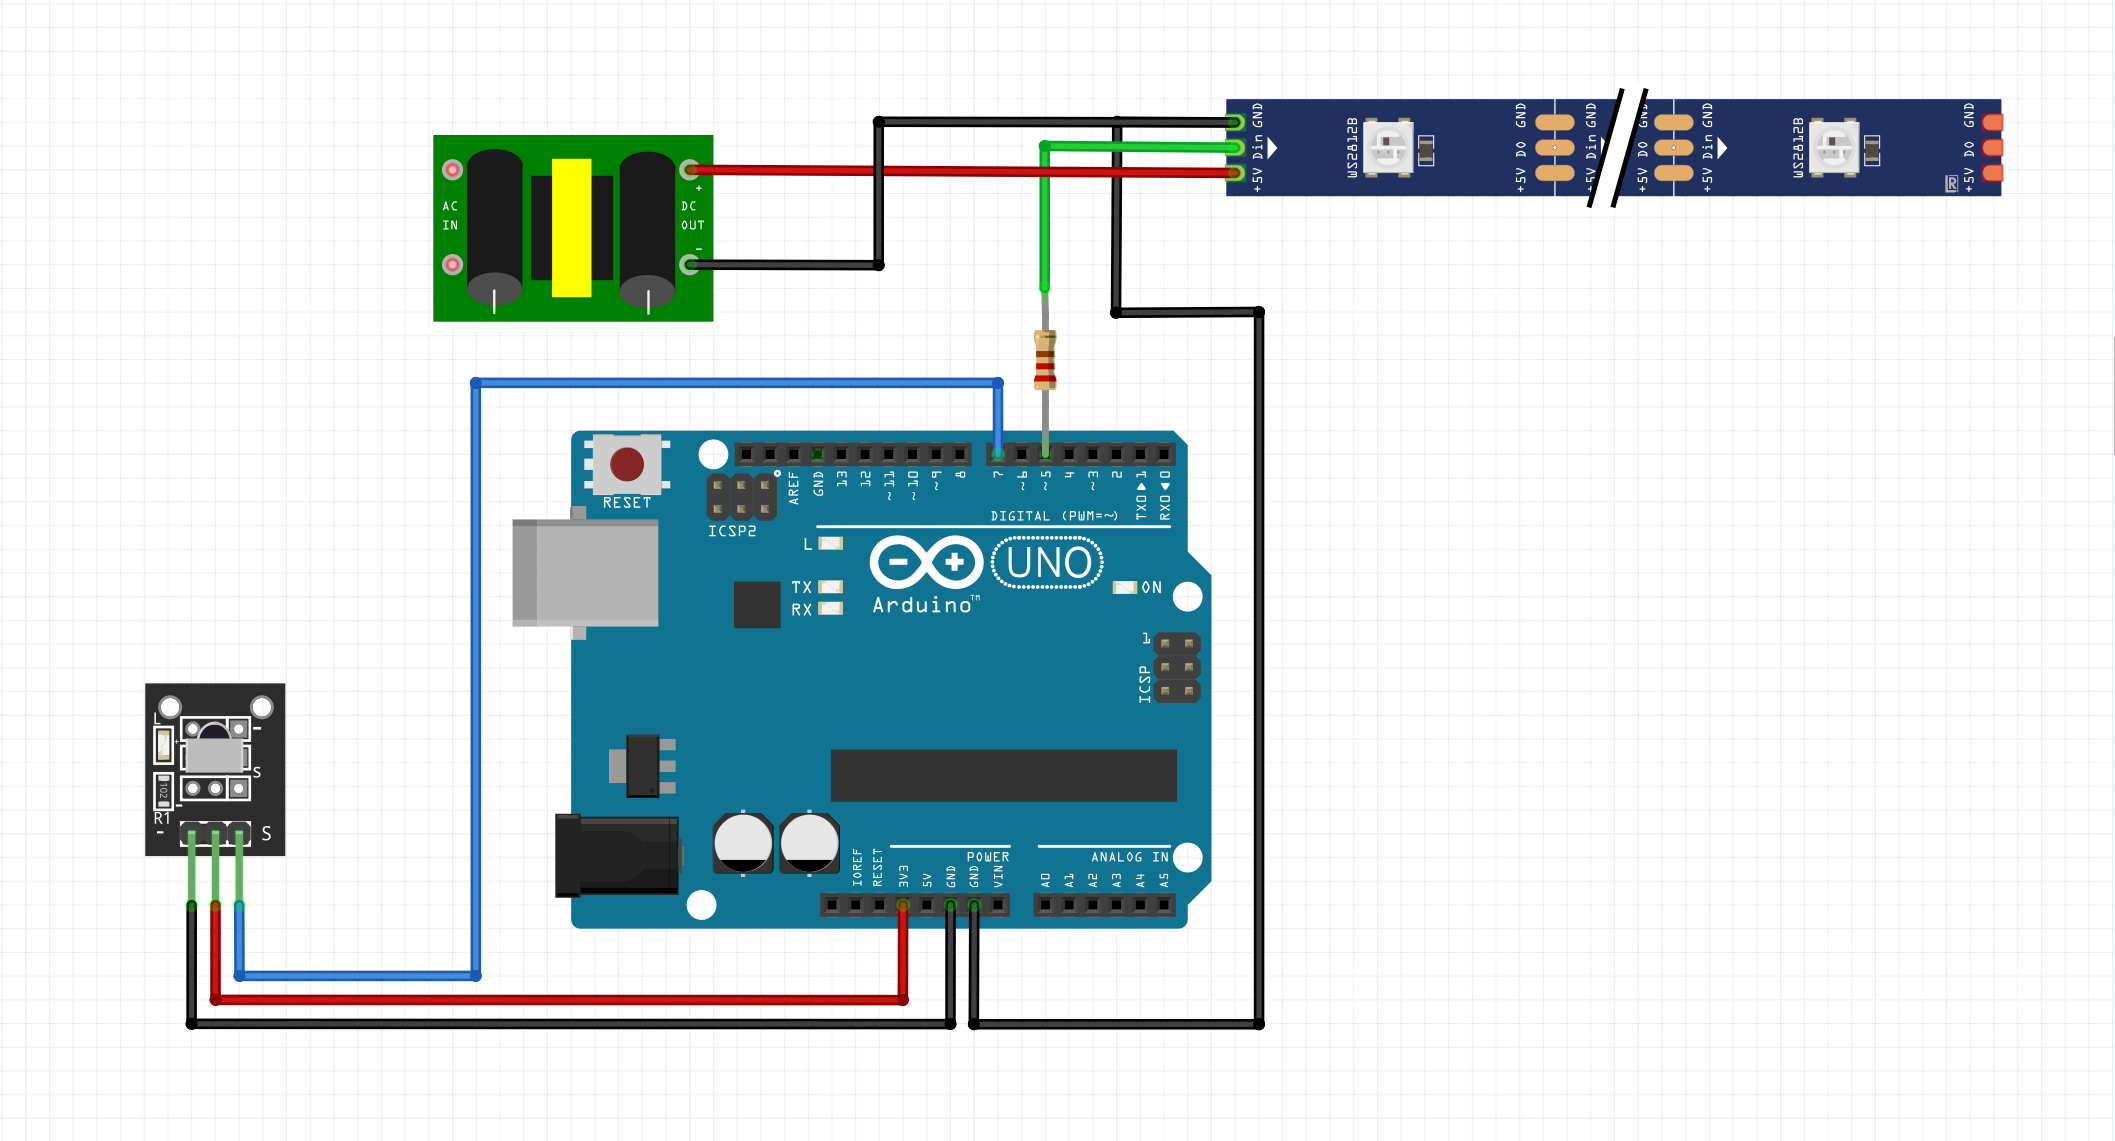 GND
Din
+5V
WS2812B
GND
DO
+5V
GND
Din
+5V
GND
DO
+5V
GND
Din
+5V
WS2812B
GND
DO
+5V
R
AC
IN
+
DC
OUT
-
RESET
ICSP2
AREF
GND
13
12
~11
~10
~9
8
7
~6
~5
4
~3
2
TX0▶1
RX0◀0
DIGITAL (PWM=~)
L
TX
RX
Arduino™
UNO
ON
1
ICSP
L
-
+
S
102
-
R1
-
S
IOREF
RESET
3V3
5V
GND
GND
VIN
POWER
ANALOG IN
A0
A1
A2
A3
A4
A5